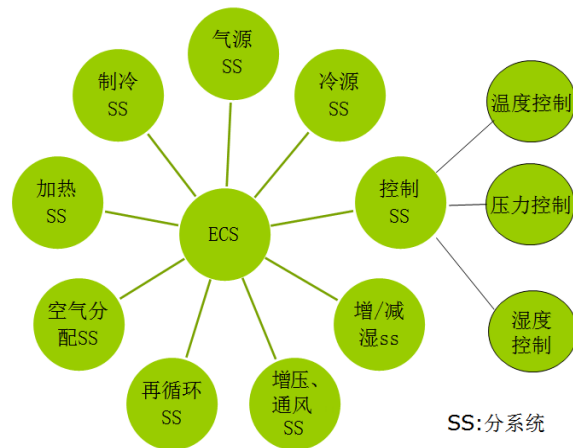 气源
SS
制冷
SS
冷源
SS
温度控制
加热
SS
控制
SS
压力控制
ECS
空气分
配SS
增/减
湿ss
湿度
控制
再循环
SS
增压、
通风
SS
SS:分系统